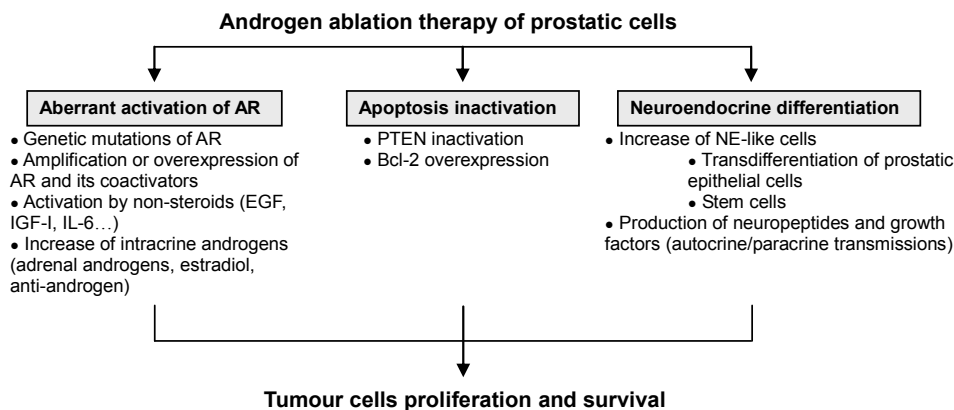 Androgen ablation therapy of prostatic cells
Aberrant activation of AR
● Genetic mutations of AR
● Amplification or overexpression of
AR and its coactivators
● Activation by non-steroids (EGF,
IGF-I, IL-6…)
● Increase of intracrine androgens
(adrenal androgens, estradiol,
anti-androgen)
Apoptosis inactivation
● PTEN inactivation
● Bcl-2 overexpression
Neuroendocrine differentiation
● Increase of NE-like cells
● Transdifferentiation of prostatic
epithelial cells
● Stem cells
● Production of neuropeptides and growth
factors (autocrine/paracrine transmissions)
Tumour cells proliferation and survival